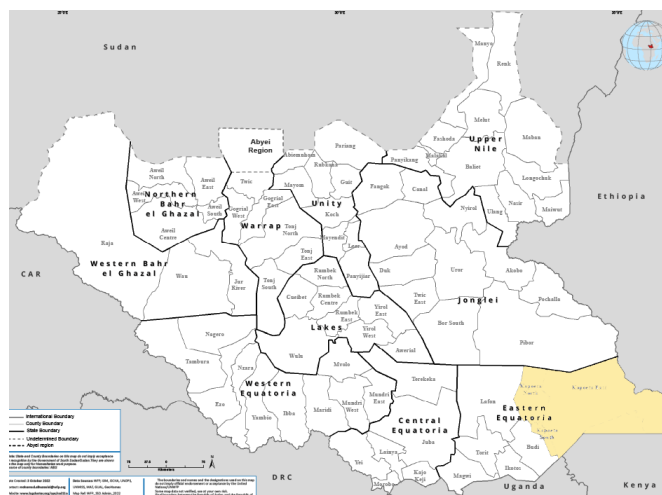 Sudan
Manyo
Renk
Melut
Fashoda
Maban
Upper
Nile
Malakal
Panyikang
Baliet
Longochuk
Abyei
Region
Pariang
Abiemnhom
Rubkona
Aweil
North
Aweil
East
Twic
Mayom
Guit
Fangak
Canal
Nasir
Maiwut
Ulang
Nyirol
Ethiopia
Aweil
West
Northern
Bahr
el Ghazal
Aweil
South
Gogrial
West
Gogrial
East
Unity
Koch
Aweil
Centre
Warrap
Tonj
North
Mayendit
Leer
Ayod
Raja
Western Bahr
el Ghazal
CAR
Wau
Jur
River
Tonj
East
Tonj
South
Rumbek
North
Panyijiar
Duk
Uror
Akobo
Cueibet
Rumbek
Centre
Rumbek
East
Yirol
East
Yirol
West
Twic
East
Jonglei
Pochalla
Lakes
Bor South
Pibor
Nagero
Tambura
Wulu
Awerial
Mvolo
Nzara
Western
Equatoria
Ezo
Yambio
Ibba
Maridi
Mundri
West
Mundri
East
Terekeka
Central
Equatoria
Juba
Lainya
Yei
Morobo
Kajo
Keji
Lafon
Eastern
Equatoria
Kapoeta
North
Kapoeta East
Kapoeta
South
Budi
Torit
Ikotos
Magwi
DRC
Uganda
Kenya
International Boundary
County Boundary
State Boundary
Undetermined Boundary
Abyei region
Kilometers
N